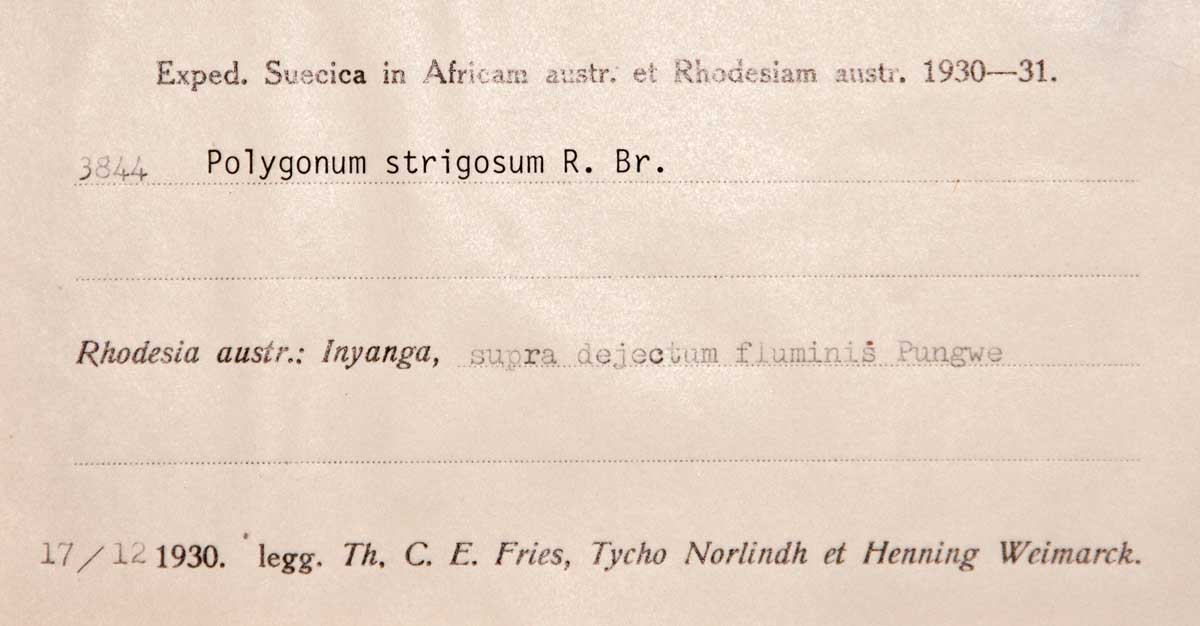 Exped. Suecica in Africam austr. et Rhodesiam austr. 1930—31.
3844 Polygonum strigosum R. Br.
Rhodesia austr.: Inyanga, supra dejectum fluminis Pungwe
17/12 1930. legg. Th. C. E. Fries, Tycho Norlindh et Henning Weimarck.